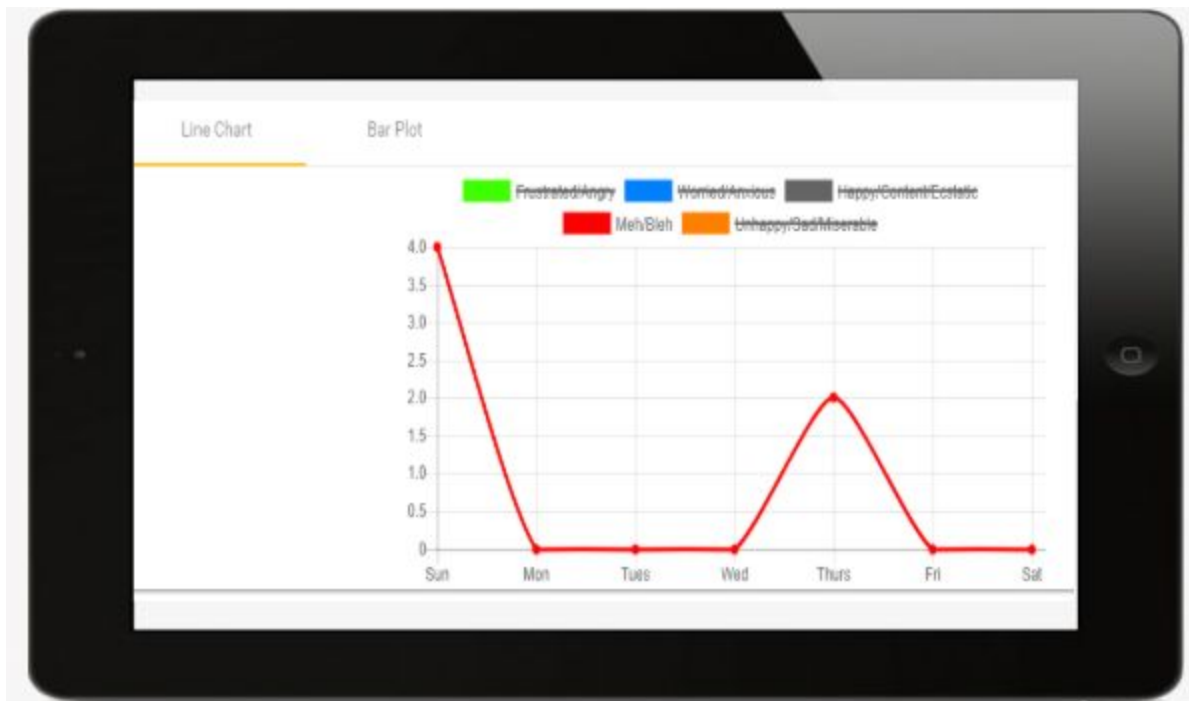 Line Chart Bar Plot
Frustrated/Angry Worried/Anxious Happy/Content/Ecstatic
Meh/Bleh Unhappy/Sad/Miserable
4.0
3.5
3.0
2.5
2.0
1.5
1.0
0.5
0
Sun Mon Tues Wed Thurs Fri Sat